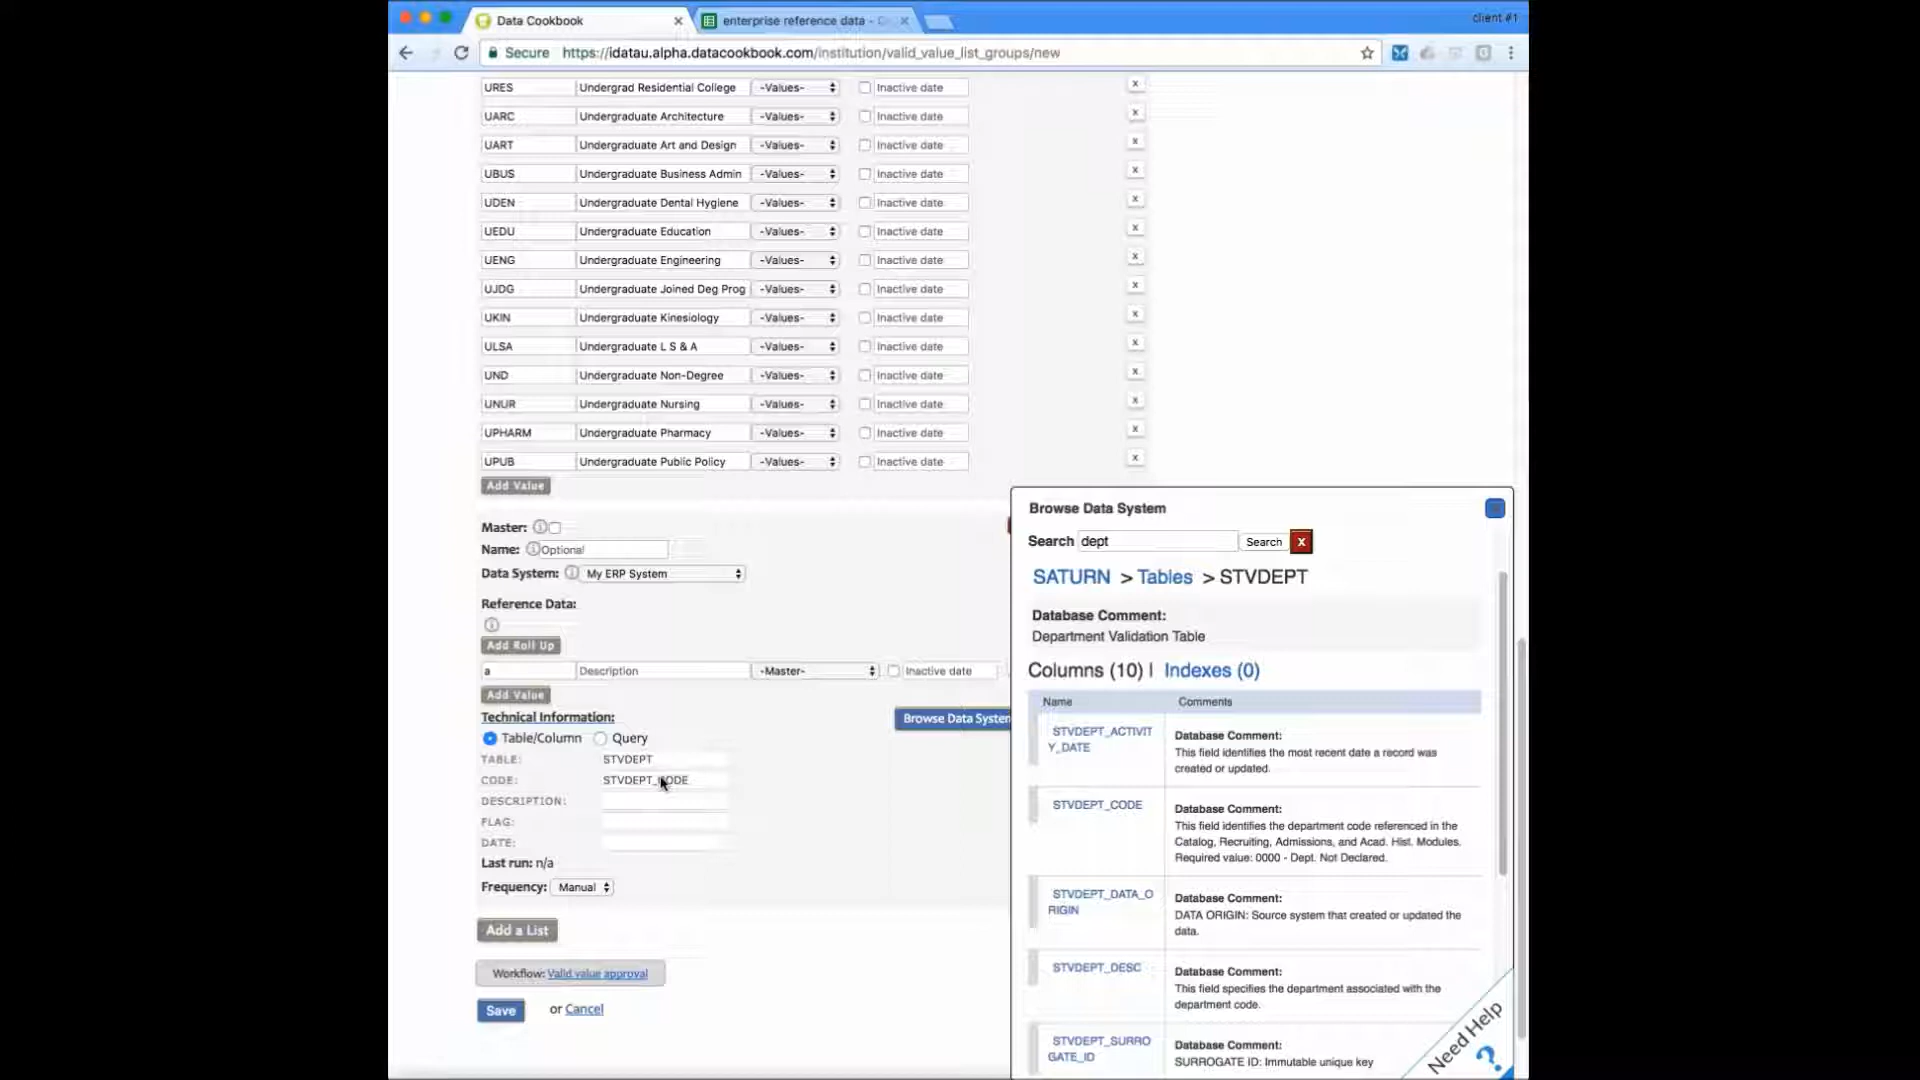 Data Cookbook
enterprise reference data -
client #1
Secure https://idatau.alpha.datacookbook.com/institution/valid_value_list_groups/new
URES Undergrad Residential College -Values- Inactive date x
UARC Undergraduate Architecture -Values- Inactive date x
UART Undergraduate Art and Design -Values- Inactive date x
UBUS Undergraduate Business Admin -Values- Inactive date x
UDEN Undergraduate Dental Hygiene -Values- Inactive date x
UEDU Undergraduate Education -Values- Inactive date x
UENG Undergraduate Engineering -Values- Inactive date x
UJDG Undergraduate Joined Deg Prog -Values- Inactive date x
UKIN Undergraduate Kinesiology -Values- Inactive date x
ULSA Undergraduate L S & A -Values- Inactive date x
UND Undergraduate Non-Degree -Values- Inactive date x
UNUR Undergraduate Nursing -Values- Inactive date x
UPHARM Undergraduate Pharmacy -Values- Inactive date x
UPUB Undergraduate Public Policy -Values- Inactive date x
Add Value
Master:
Name: Optional
Data System: My ERP System
Reference Data:
Add Roll Up
a Description -Master- Inactive date
Add Value
Technical Information:
Browse Data System
Table/Column Query
TABLE: STVDEPT
CODE: STVDEPT_CODE
DESCRIPTION:
FLAG:
DATE:
Last run: n/a
Frequency: Manual
Add a List
Workflow: Valid value approval
Save or Cancel
Browse Data System
Search dept Search x
SATURN > Tables > STVDEPT
Database Comment:
Department Validation Table
Columns (10) | Indexes (0)
Name Comments
STVDEPT_ACTIVIT
Y_DATE
Database Comment:
This field identifies the most recent date a record was
created or updated.
STVDEPT_CODE
Database Comment:
This field identifies the department code referenced in the
Catalog, Recruiting, Admissions, and Acad. Hist. Modules.
Required value: 0000 - Dept. Not Declared.
STVDEPT_DATA_O
RIGIN
Database Comment:
DATA ORIGIN: Source system that created or updated the
data.
STVDEPT_DESC
Database Comment:
This field specifies the department associated with the
department code.
STVDEPT_SURRO
GATE_ID
Database Comment:
SURROGATE ID: Immutable unique key
Need Help
?